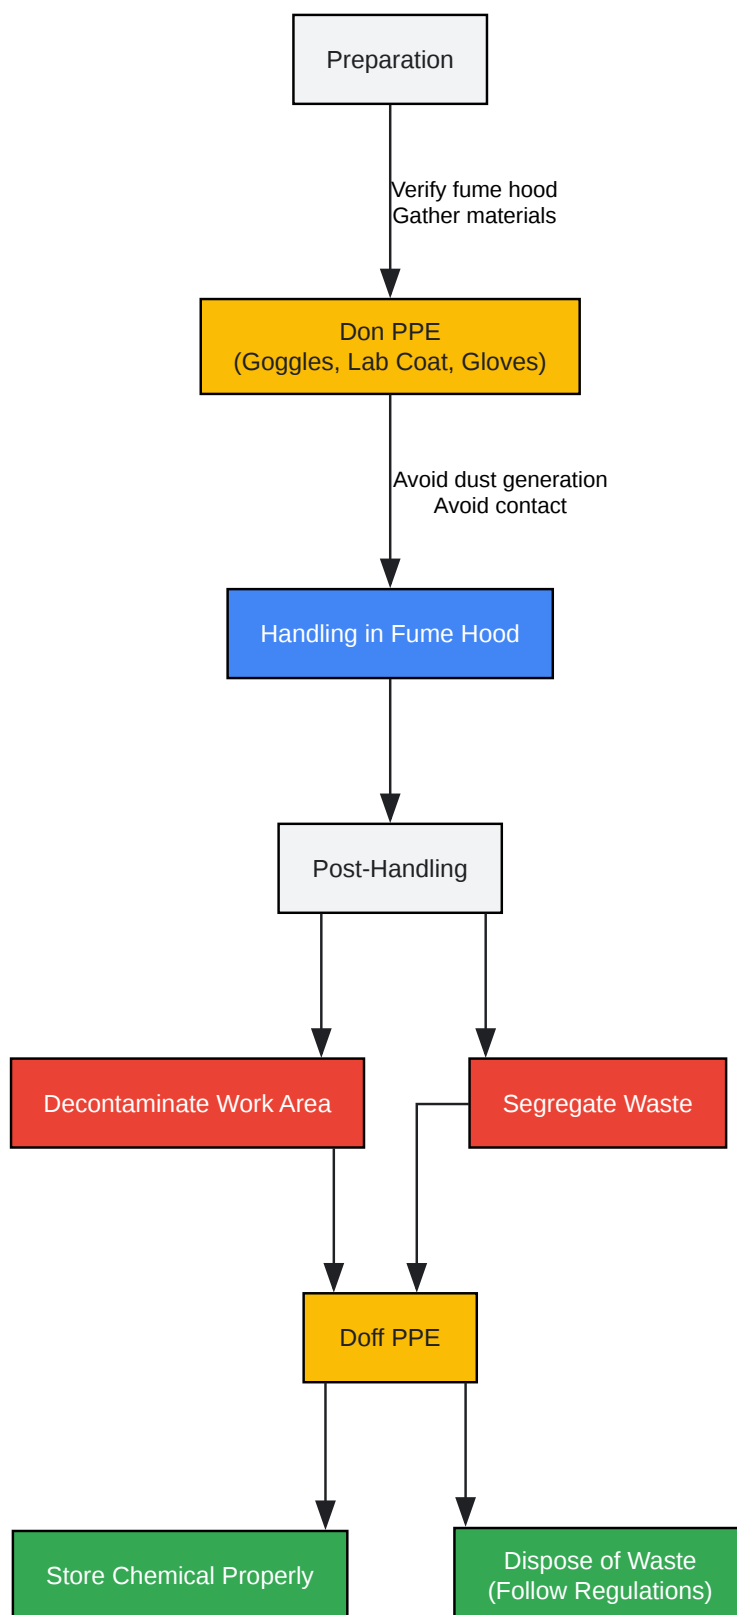 Preparation
Verify fume hood
Gather materials
Don PPE
(Goggles, Lab Coat, Gloves)
Avoid dust generation
Avoid contact
Handling in Fume Hood
Post-Handling
Decontaminate Work Area
Segregate Waste
Doff PPE
Store Chemical Properly
Dispose of Waste
(Follow Regulations)